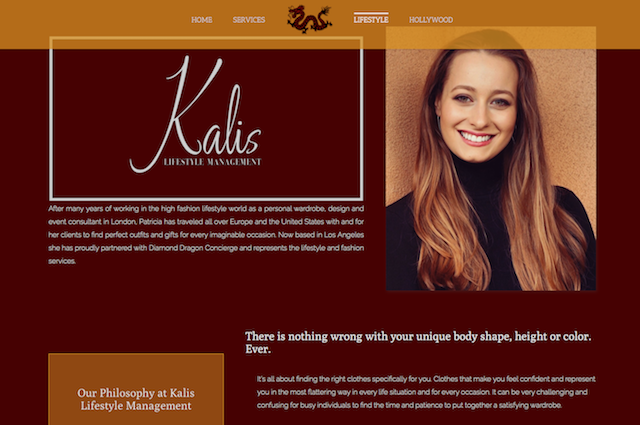 HOME SERVICES LIFESTYLE HOLLYWOOD
Kalis
LIFESTYLE MANAGEMENT
After many years of working in the high fashion lifestyle world as a personal wardrobe, design and
event consultant in London, Patricia has traveled all over Europe and the United States with and for
her clients to find perfect outfits and gifts for every imaginable occasion. Now based in Los Angeles
she has proudly partnered with Diamond Dragon Concierge and represents the lifestyle and fashion
services.
There is nothing wrong with your unique body shape, height or color.
Ever.
Our Philosophy at Kalis
Lifestyle Management
It's all about finding the right clothes specifically for you. Clothes that make you feel confident and represent
you in the most flattering way in every life situation and for every occasion. It can be very challenging and
confusing for busy individuals to find the time and patience to put together a satisfying wardrobe.